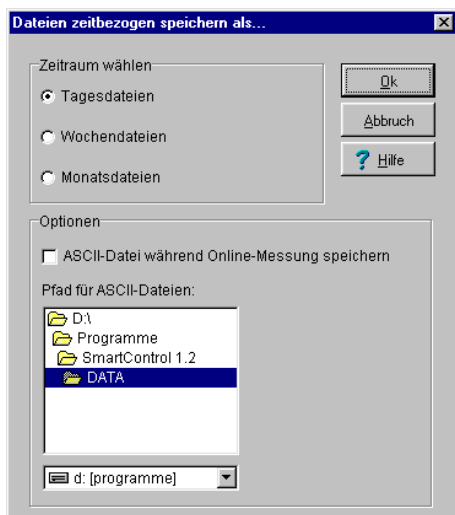 Dateien zeitbezogen speichern als...
Zeitraum wählen
Tagesdateien
Wochendateien
Monatsdateien
Ok
Abbruch
? Hilfe
Optionen
ASCII-Datei während Online-Messung speichern
Pfad für ASCII-Dateien:
D:\
Programme
SmartControl 1.2
DATA
d: [programme]